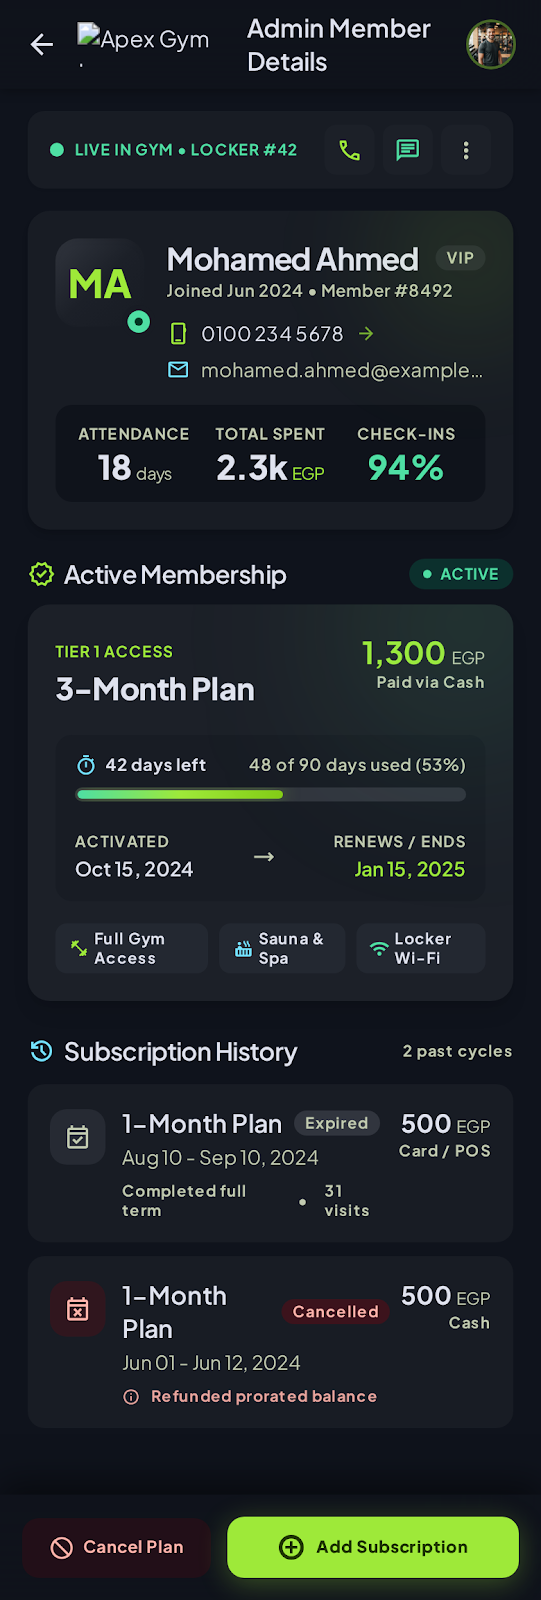 Apex Gym
Admin Member
Details
LIVE IN GYM • LOCKER #42
MA
Mohamed Ahmed VIP
Joined Jun 2024 • Member #8492
0100 234 5678 →
mohamed.ahmed@example...
ATTENDANCE TOTAL SPENT CHECK-INS
18 days 2.3k EGP 94%
Active Membership • ACTIVE
TIER 1 ACCESS 1,300 EGP
3-Month Plan Paid via Cash
42 days left 48 of 90 days used (53%)
ACTIVATED → RENEWS / ENDS
Oct 15, 2024 Jan 15, 2025
Full Gym
Access
Sauna &
Spa
Locker
Wi-Fi
Subscription History 2 past cycles
1-Month Plan Expired 500 EGP
Aug 10 - Sep 10, 2024 Card / POS
Completed full
term
•
31
visits
1-Month
Plan
Cancelled
500 EGP
Cash
Jun 01 - Jun 12, 2024
Refunded prorated balance
Cancel Plan Add Subscription